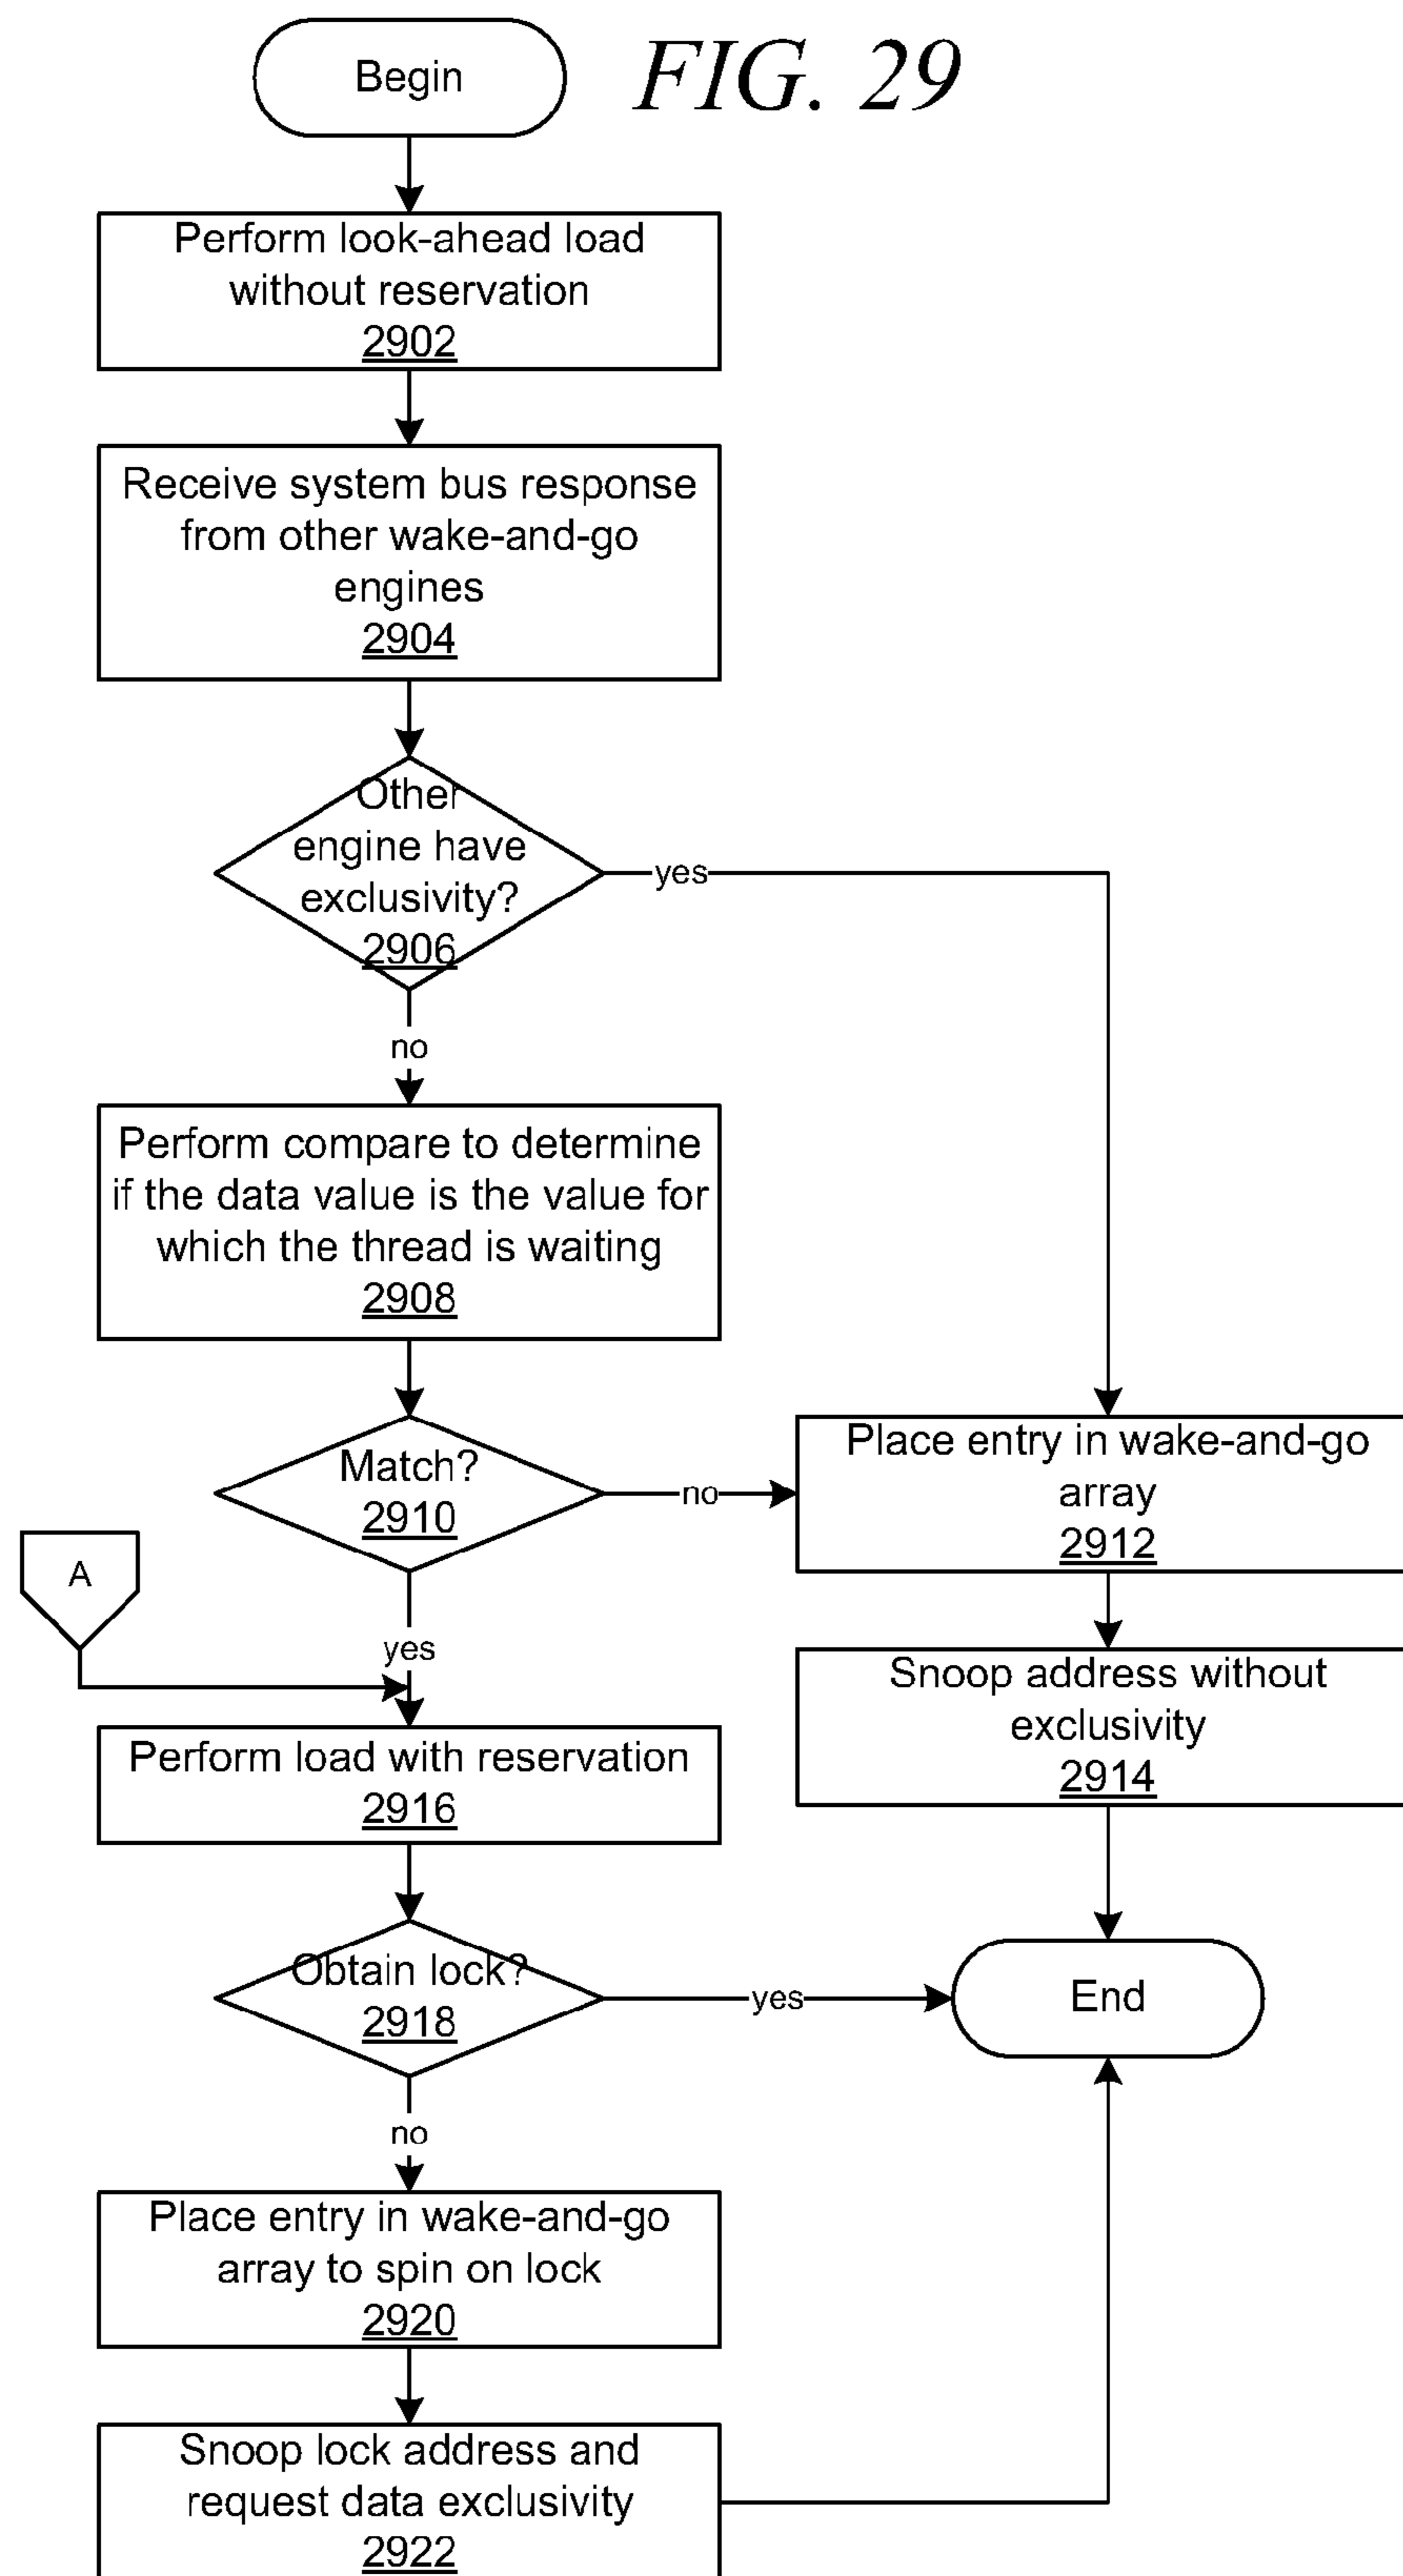 Begin
FIG. 29
Perform look-ahead load
without reservation
2902
Receive system bus response
from other wake-and-go
engines
2904
Other
engine have
exclusivity?
2906
yes
no
Perform compare to determine
if the data value is the value for
which the thread is waiting
2908
Match?
2910
no
Place entry in wake-and-go
array
2912
A
yes
Snoop address without
exclusivity
2914
Perform load with reservation
2916
Obtain lock?
2918
yes
End
no
Place entry in wake-and-go
array to spin on lock
2920
Snoop lock address and
request data exclusivity
2922